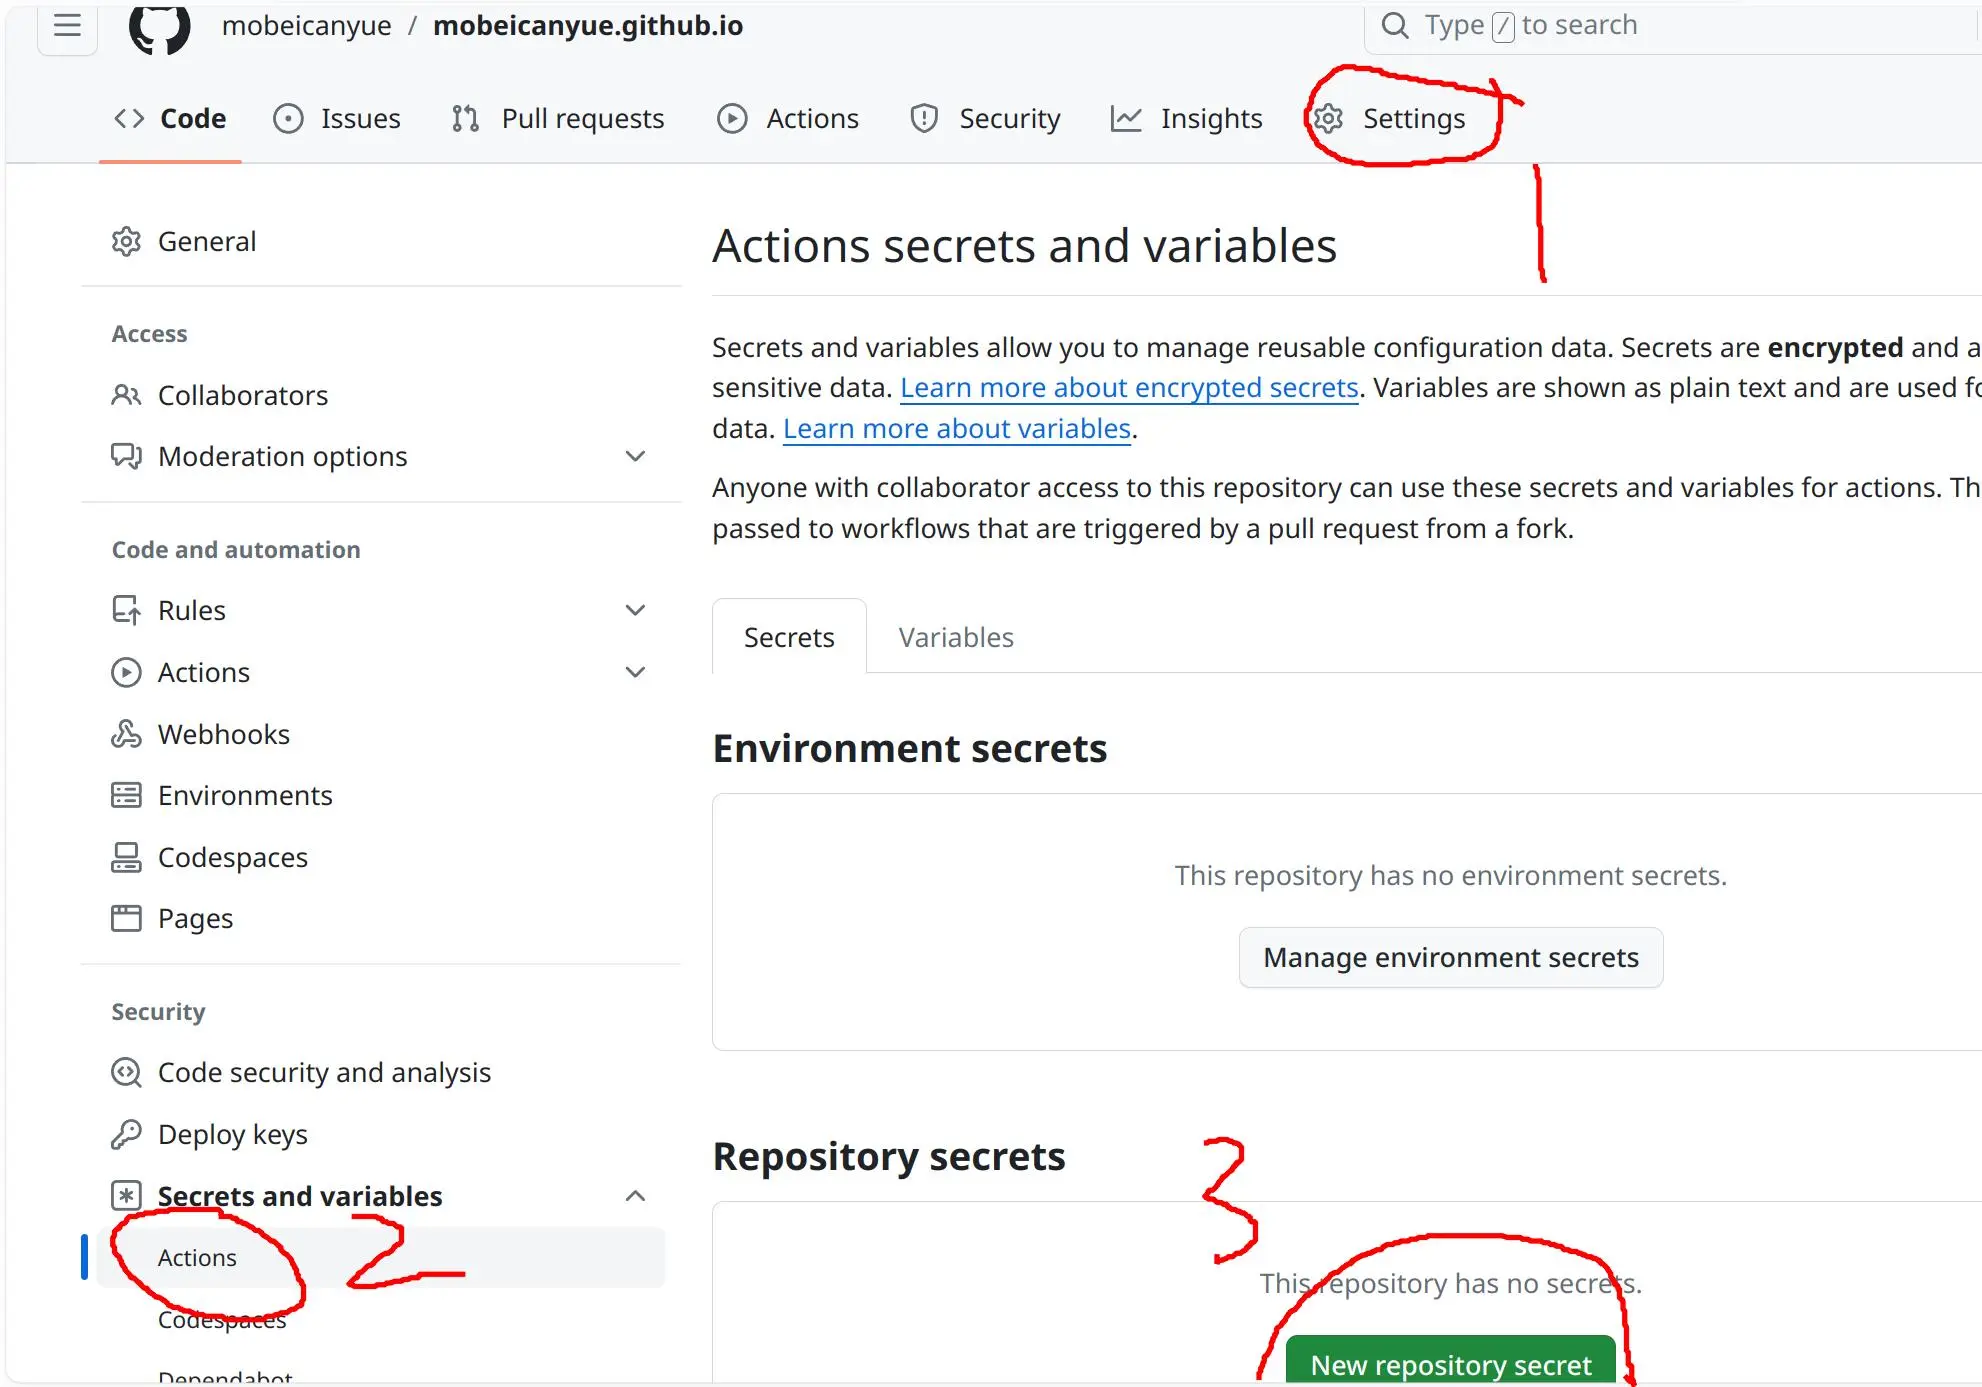 mobeicanyue / mobeicanyue.github.io
Type / to search
Code Issues Pull requests Actions Security Insights Settings
1
General
Access
Collaborators
Moderation options
Code and automation
Rules
Actions
Webhooks
Environments
Codespaces
Pages
Security
Code security and analysis
Deploy keys
Secrets and variables
Actions
2
Codespaces
Dependabot
Actions secrets and variables
Secrets and variables allow you to manage reusable configuration data. Secrets are encrypted and a
sensitive data. Learn more about encrypted secrets. Variables are shown as plain text and are used fo
data. Learn more about variables.
Anyone with collaborator access to this repository can use these secrets and variables for actions. Th
passed to workflows that are triggered by a pull request from a fork.
Secrets Variables
Environment secrets
This repository has no environment secrets.
Manage environment secrets
Repository secrets
3
This repository has no secrets.
New repository secret